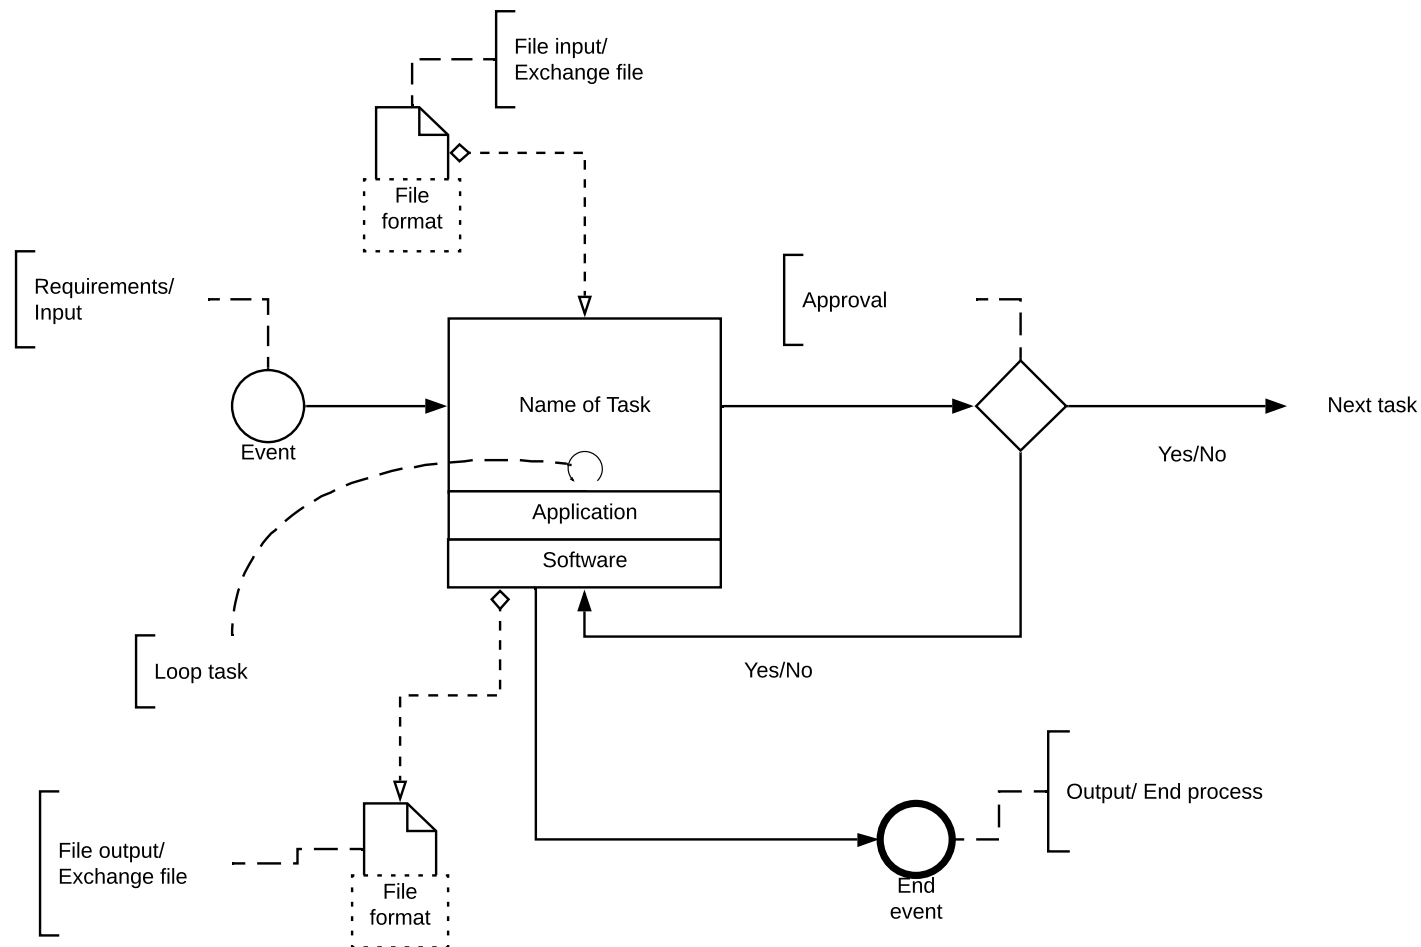 File input/
Exchange file
File
format
Requirements/
Input
Approval
Name of Task
Next task
Event
Yes/No
Application
Software
Loop task
Yes/No
Output/ End process
File output/
Exchange file
File
format
End
event